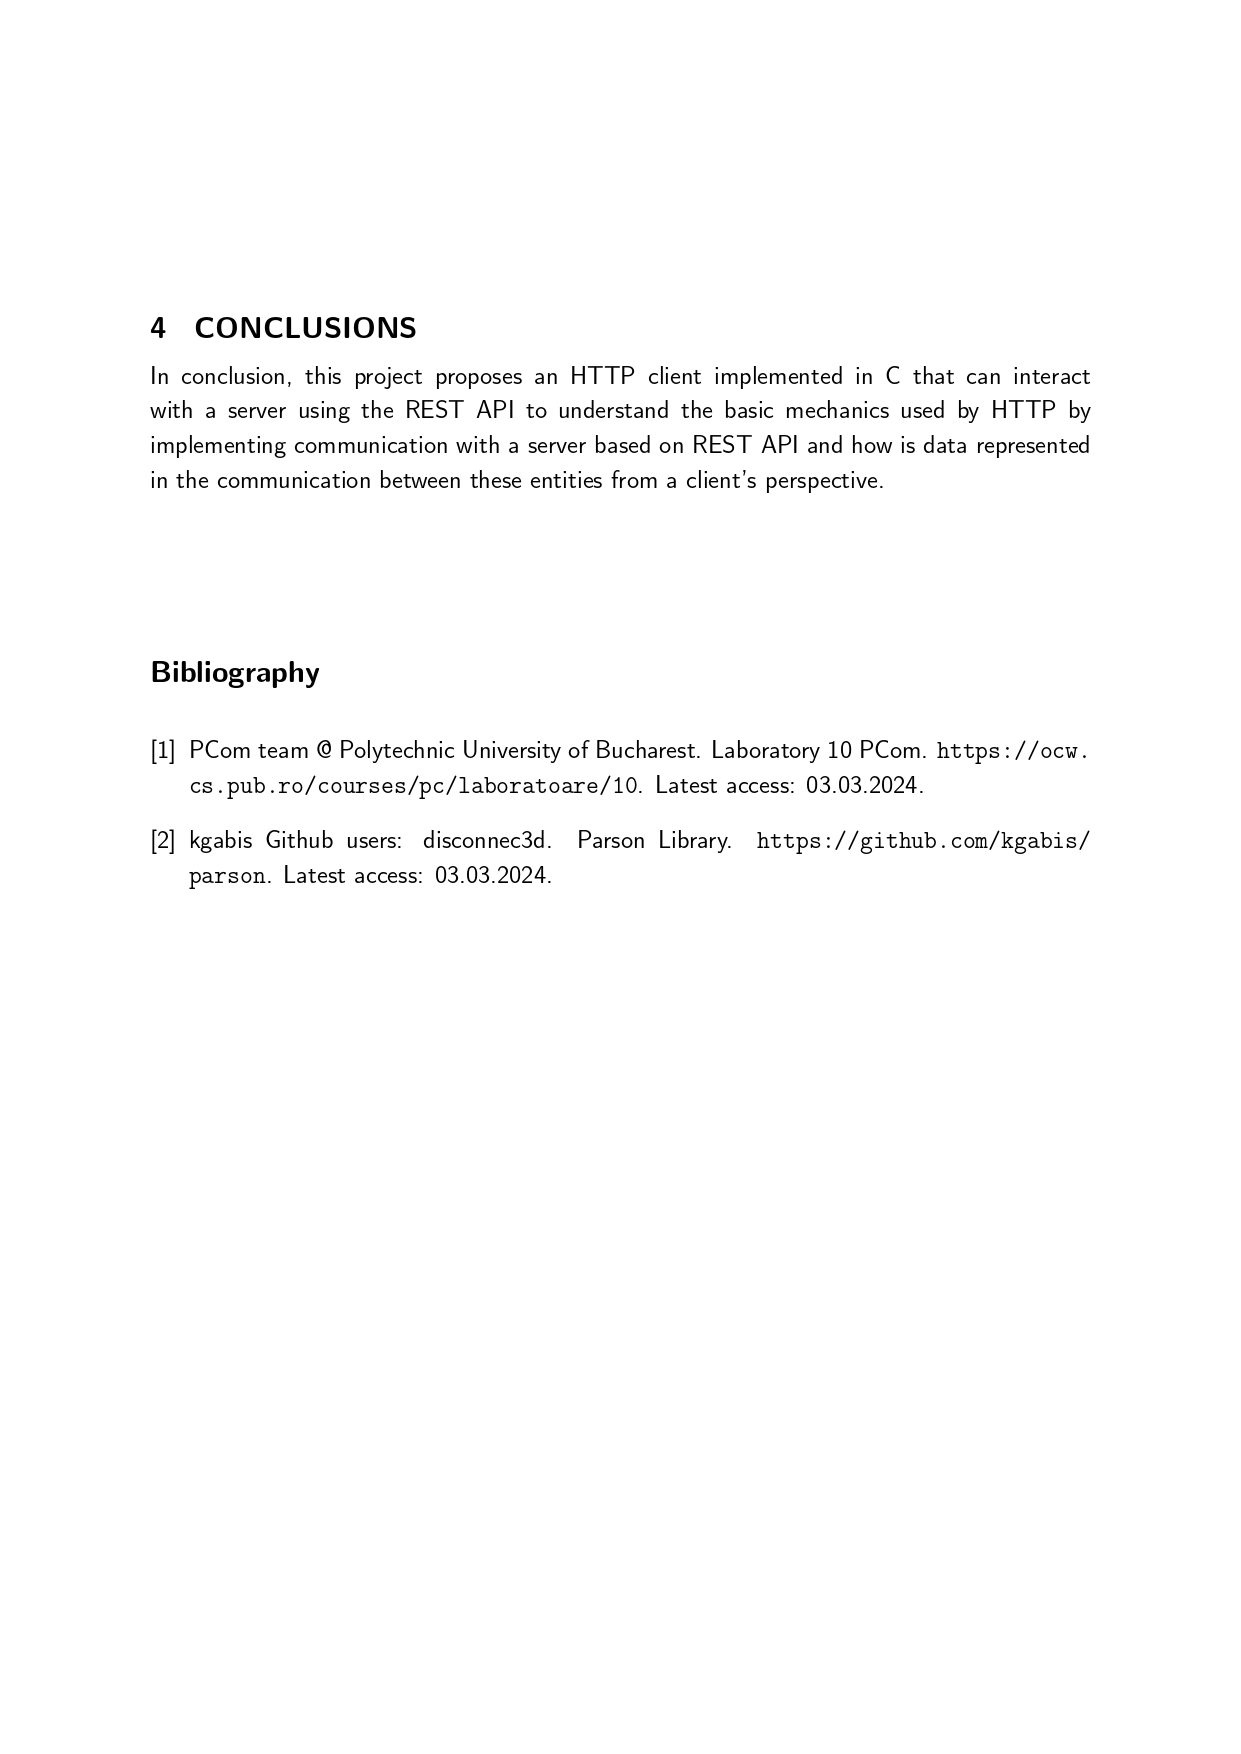 4 CONCLUSIONS
In conclusion, this project proposes an HTTP client implemented in C that can interact
with a server using the REST API to understand the basic mechanics used by HTTP by
implementing communication with a server based on REST API and how is data represented
in the communication between these entities from a client's perspective.
Bibliography
[1] PCom team @ Polytechnic University of Bucharest. Laboratory 10 PCom. https://ocw.
cs.pub.ro/courses/pc/laboratoare/10. Latest access: 03.03.2024.
[2] kgabis Github users: disconnec3d. Parson Library. https://github.com/kgabis/
parson. Latest access: 03.03.2024.